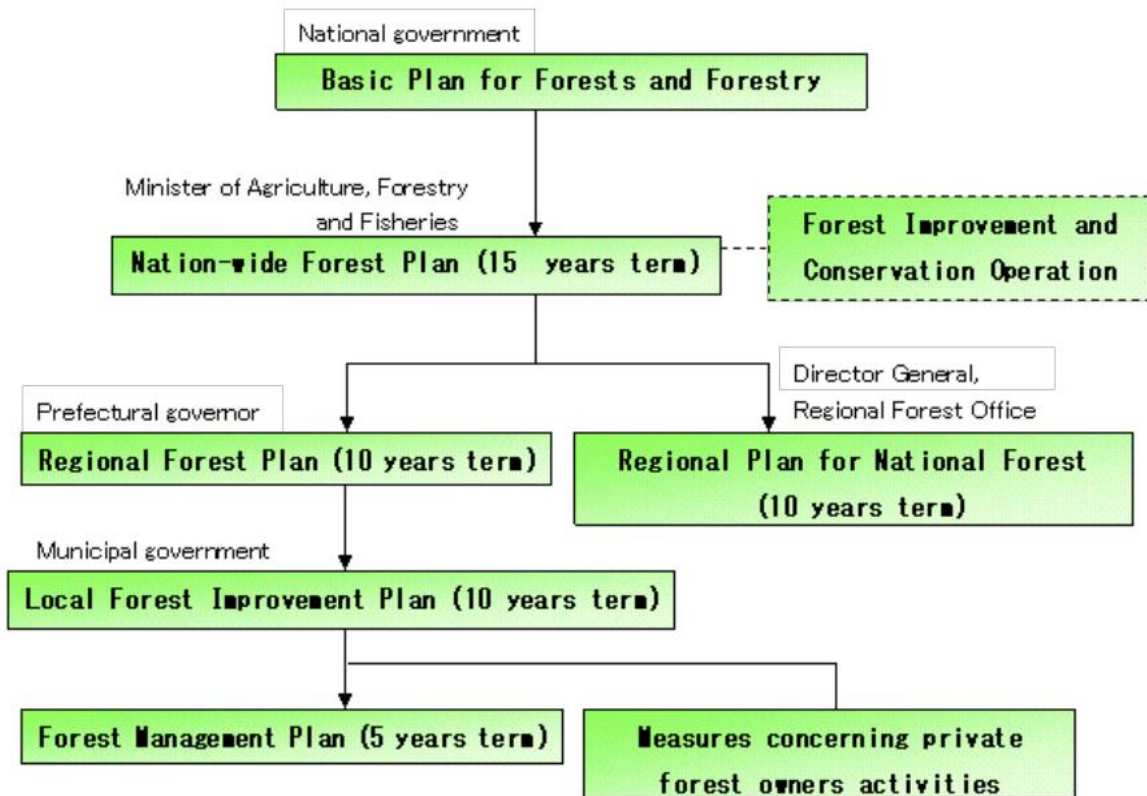 National government
Basic Plan for Forests and Forestry
Minister of Agriculture, Forestry
and Fisheries
Nation-wide Forest Plan (15 years term)
Forest Improvement and
Conservation Operation
Prefectural governor
Regional Forest Plan (10 years term)
Director General,
Regional Forest Office
Regional Plan for National Forest
(10 years term)
Municipal government
Local Forest Improvement Plan (10 years term)
Forest Management Plan (5 years term)
Measures concerning private
forest owners activities